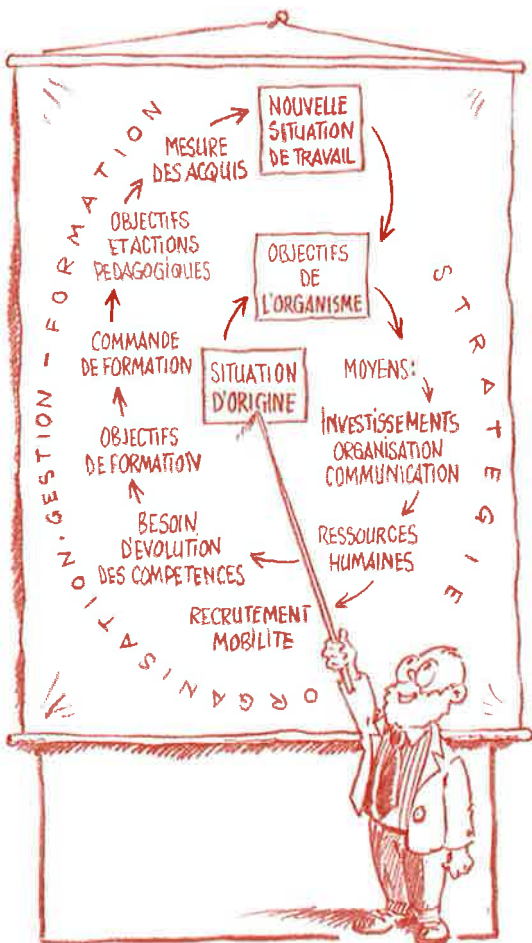 NOUVELLE
SITUATION
DE TRAVAIL
MESURE
DES ACQUIS
OBJECTIFS
ET ACTIONS
PEDAGOGIQUES
OBJECTIFS
DE
L'ORGANISME
COMMANDE
DE FORMATION
SITUATION
D'ORIGINE
MOYENS:
INVESTISSEMENTS
ORGANISATION
COMMUNICATION
OBJECTIFS
DE FORMATION
BESOIN
D'EVOLUTION
DES COMPETENCES
RESSOURCES
HUMAINES
RECRUTEMENT
MOBILITE
ORGANISATION·GESTION - FORMATION
STRATEGIE